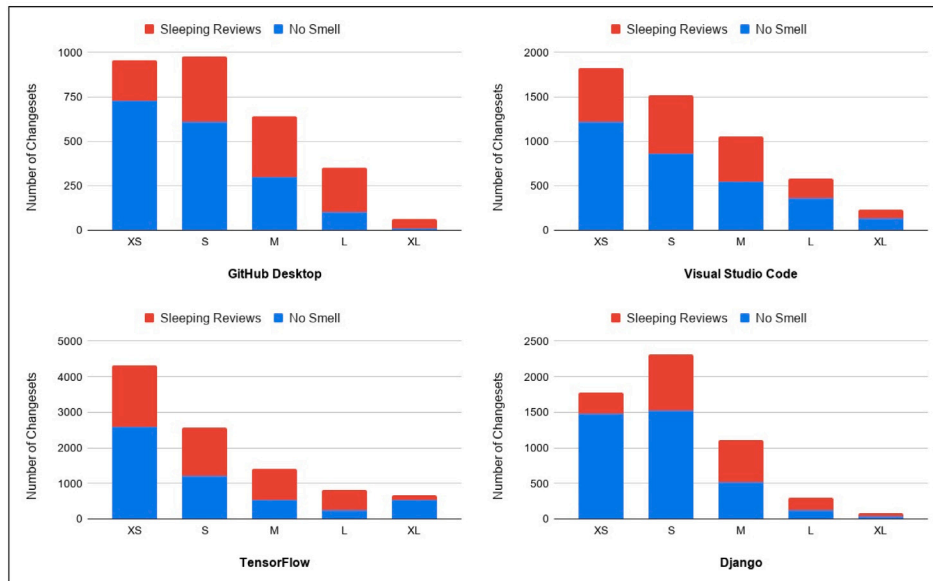 Sleeping Reviews No Smell
Number of Changesets
1000
750
500
250
0
XS S M L XL
GitHub Desktop
Sleeping Reviews No Smell
Number of Changesets
2000
1500
1000
500
0
XS S M L XL
Visual Studio Code
Sleeping Reviews No Smell
Number of Changesets
5000
4000
3000
2000
1000
0
XS S M L XL
TensorFlow
Sleeping Reviews No Smell
Number of Changesets
2500
2000
1500
1000
500
0
XS S M L XL
Django